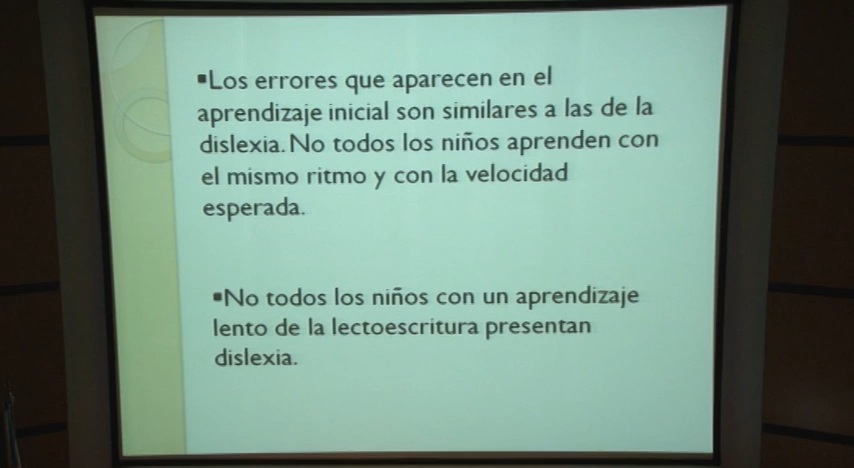 ▪Los errores que aparecen en el
aprendizaje inicial son similares a las de la
dislexia. No todos los niños aprenden con
el mismo ritmo y con la velocidad
esperada.
▪No todos los niños con un aprendizaje
lento de la lectoescritura presentan
dislexia.